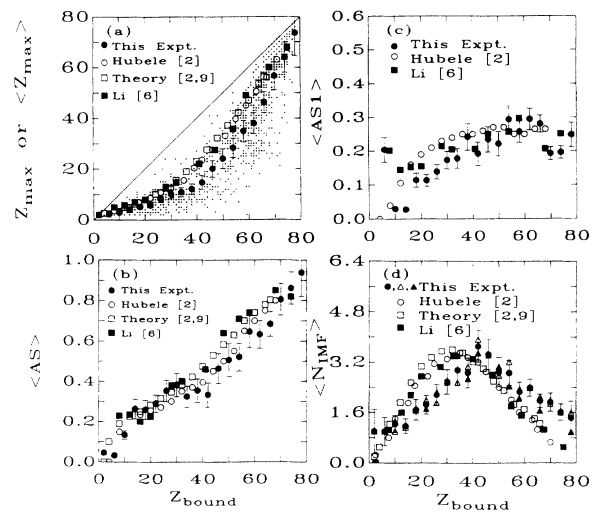 Z_max or <Z_max>
80
60
40
20
0
(a)
● This Expt.
○ Hubele [2]
□ Theory [2,9]
■ Li [6]
0 20 40 60 80
<AS1>
0.6
0.5
0.4
0.3
0.2
0.1
0.0
(c)
● This Expt.
○ Hubele [2]
■ Li [6]
0 20 40 60 80
<AS>
1.0
0.8
0.6
0.4
0.2
0.0
(b)
● This Expt.
○ Hubele [2]
□ Theory [2,9]
■ Li [6]
0 20 40 60 80
Z_bound
<N_IMF>
6.4
4.8
3.2
1.6
0.0
(d)
●,△,▲ This Expt.
○ Hubele [2]
□ Theory [2,9]
■ Li [6]
0 20 40 60 80
Z_bound